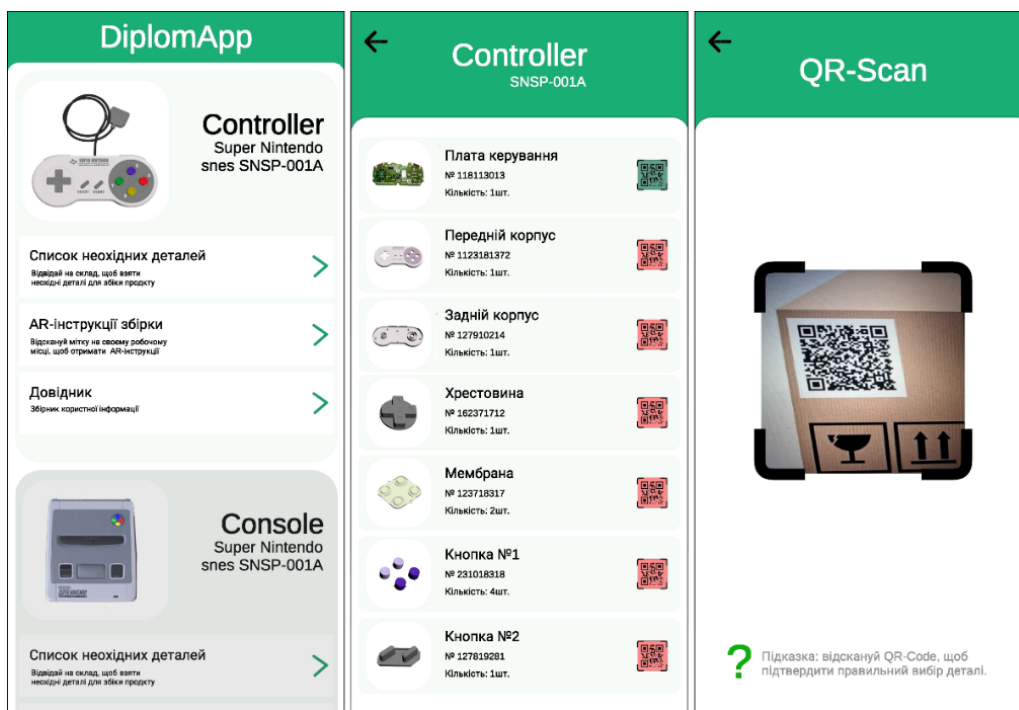 DiplomApp
Controller
Super Nintendo
snes SNSP-001A
Список неохідних деталей
Відвідай на склад, щоб взяти
неохідні деталі для збіки продкту
AR-інструкції збірки
Відскануй мітку на своєму робочому
місці, щоб отримати AR-інструкції
Довідник
Збірник користної інформації
Console
Super Nintendo
snes SNSP-001A
Список неохідних деталей
Відвідай на склад, щоб взяти
неохідні деталі для збіки продкту
Controller
SNSP-001A
Плата керування
№ 118113013
Кількість: 1шт.
Передній корпус
№ 1123181372
Кількість: 1шт.
Задній корпус
№ 127910214
Кількість: 1шт.
Хрестовина
№ 162371712
Кількість: 1шт.
Мембрана
№ 123718317
Кількість: 2шт.
Кнопка №1
№ 231018318
Кількість: 4шт.
Кнопка №2
№ 127819281
Кількість: 1шт.
QR-Scan
?
Підказка: відскануй QR-Code, щоб
підтвердити правильний вибір деталі.